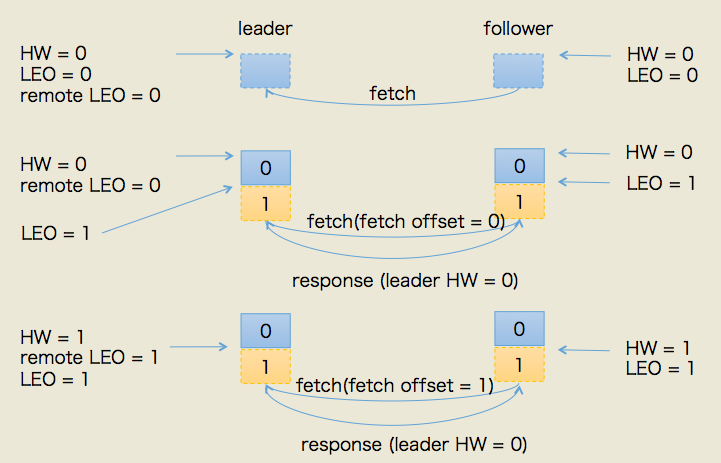 leader
follower
HW = 0
LEO = 0
remote LEO = 0
HW = 0
LEO = 0
fetch
HW = 0
remote LEO = 0
LEO = 1
0
1
0
1
HW = 0
LEO = 1
fetch(fetch offset = 0)
response (leader HW = 0)
HW = 1
remote LEO = 1
LEO = 1
0
1
0
1
HW = 1
LEO = 1
fetch(fetch offset = 1)
response (leader HW = 0)